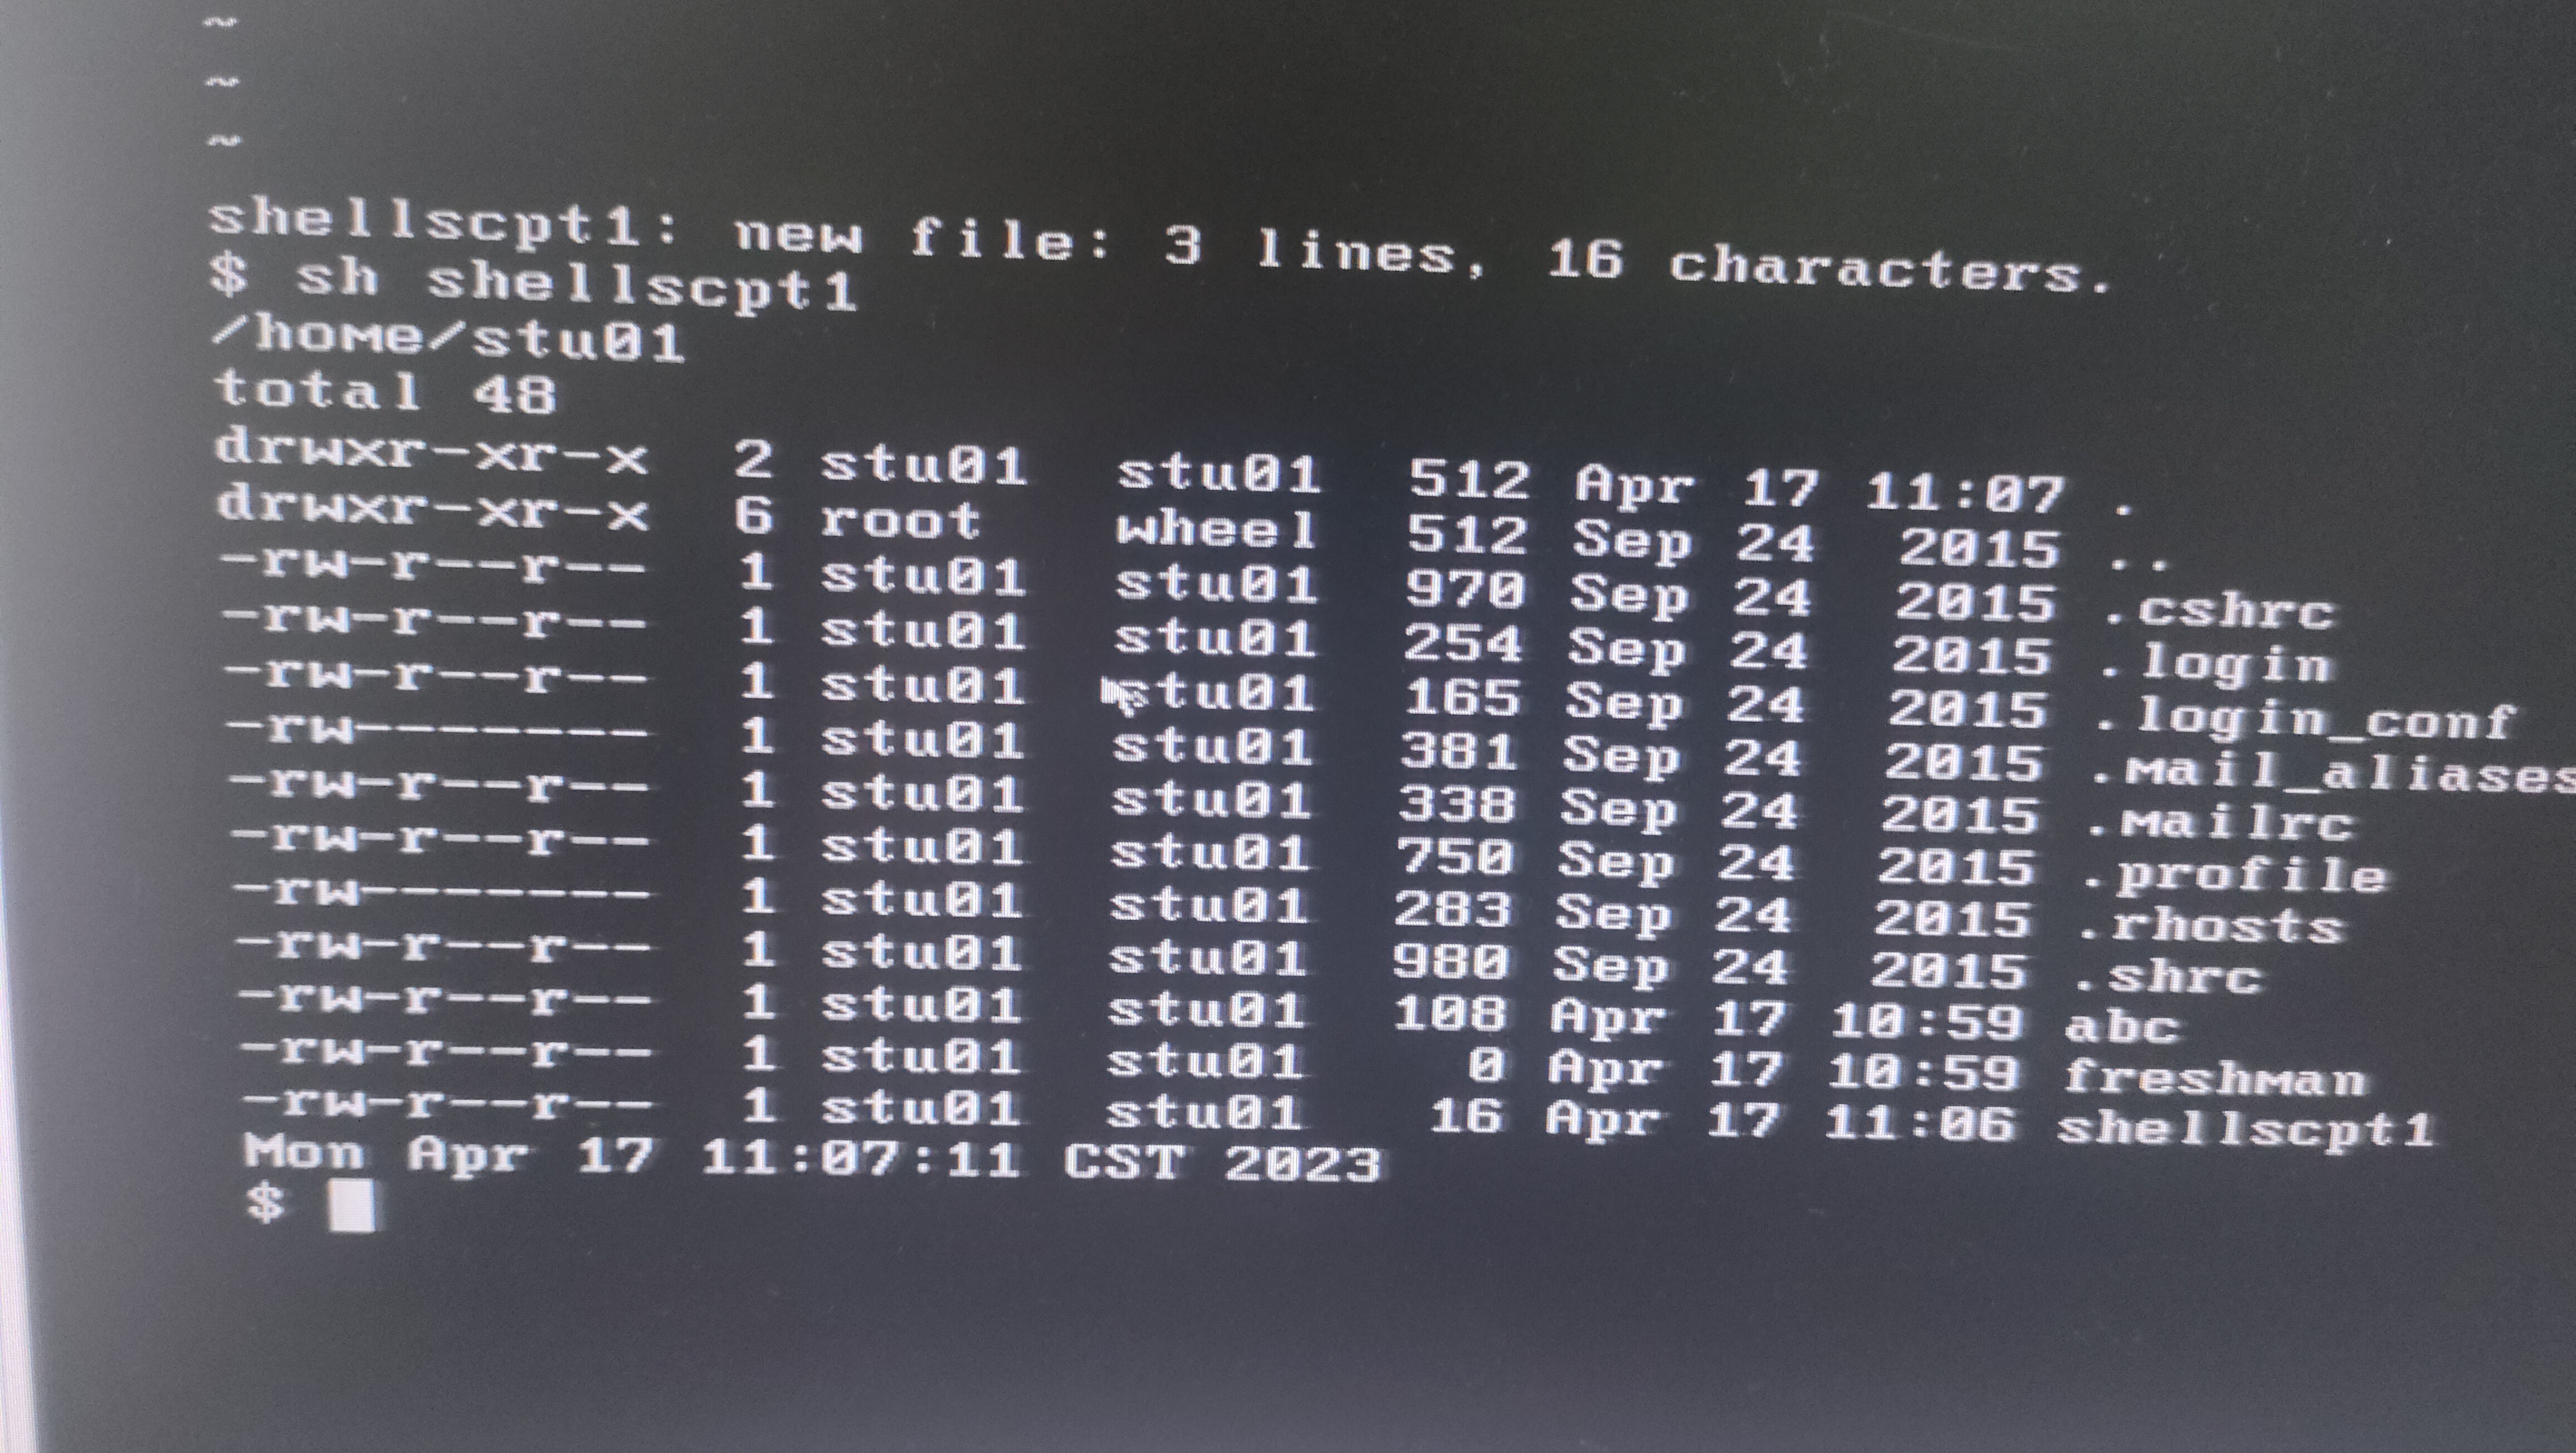 ~
~
~
shellscpt1: new file: 3 lines, 16 characters.
$ sh shellscpt1
/home/stu01
total 48
drwxr-xr-x  2 stu01  stu01  512 Apr 17 11:07 .
drwxr-xr-x  6 root   wheel  512 Sep 24  2015 ..
-rw-r--r--  1 stu01  stu01  970 Sep 24  2015 .cshrc
-rw-r--r--  1 stu01  stu01  254 Sep 24  2015 .login
-rw-r--r--  1 stu01  stu01  165 Sep 24  2015 .login_conf
-rw-------  1 stu01  stu01  381 Sep 24  2015 .mail_aliases
-rw-r--r--  1 stu01  stu01  338 Sep 24  2015 .mailrc
-rw-r--r--  1 stu01  stu01  750 Sep 24  2015 .profile
-rw-------  1 stu01  stu01  283 Sep 24  2015 .rhosts
-rw-r--r--  1 stu01  stu01  980 Sep 24  2015 .shrc
-rw-r--r--  1 stu01  stu01  108 Apr 17 10:59 abc
-rw-r--r--  1 stu01  stu01    0 Apr 17 10:59 freshman
-rw-r--r--  1 stu01  stu01   16 Apr 17 11:06 shellscpt1
Mon Apr 17 11:07:11 CST 2023
$